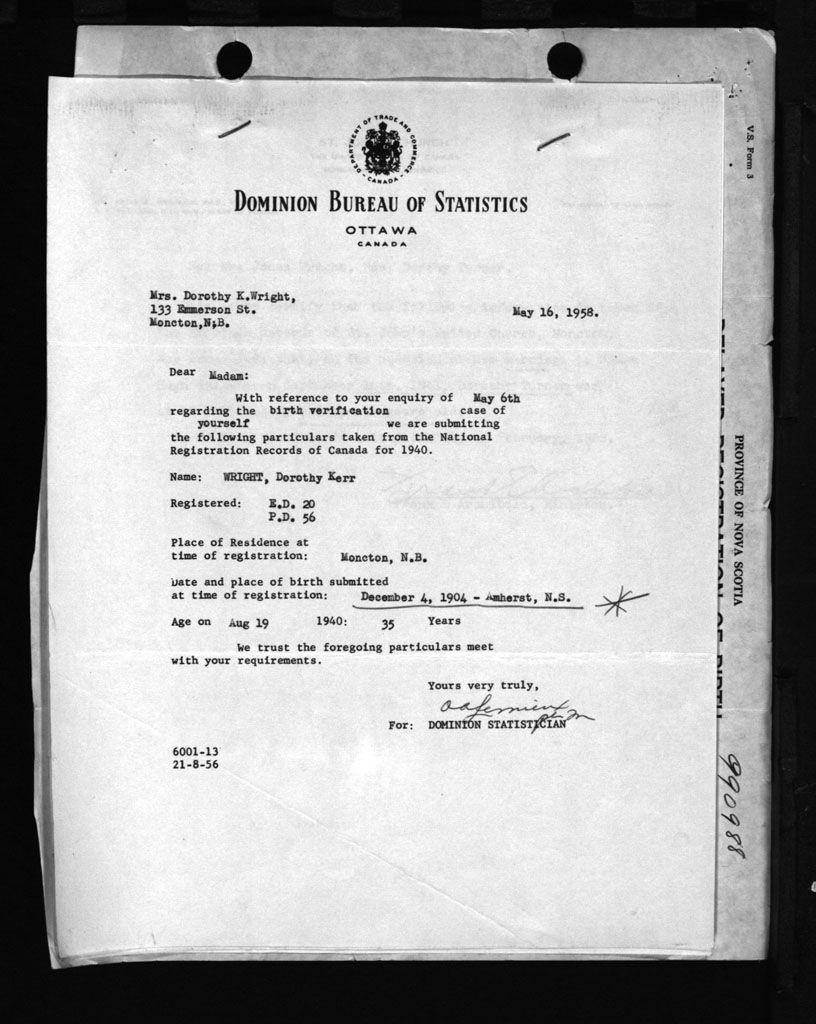 DEPARTMENT OF TRADE AND COMMERCE
- CANADA -
DOMINION BUREAU OF STATISTICS
OTTAWA
CANADA
Mrs. Dorothy K.Wright,
133 Emmerson St.
Moncton,N.B.
May 16, 1958.
Dear Madam:
With reference to your enquiry of May 6th
regarding the birth verification case of
yourself we are submitting
the following particulars taken from the National
Registration Records of Canada for 1940.
Name: WRIGHT, Dorothy Kerr
Registered: E.D. 20
P.D. 56
Place of Residence at
time of registration: Moncton, N.B.
Date and place of birth submitted
at time of registration: December 4, 1904 - Amherst, N.S.
Age on Aug 19 1940: 35 Years
We trust the foregoing particulars meet
with your requirements.
Yours very truly,
For: DOMINION STATISTICIAN
6001-13
21-8-56
V.S. Form 3
PROVINCE OF NOVA SCOTIA
DELAYED REGISTRATION OF BIRTH
990988